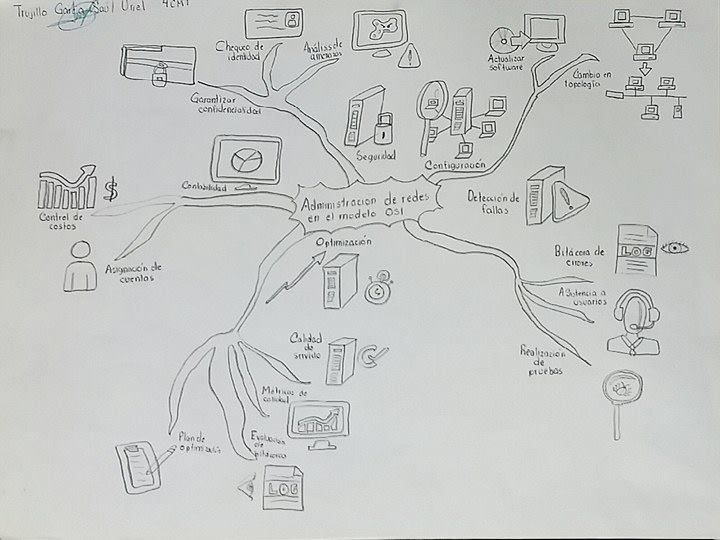 Trujillo García Saúl Uriel 4CM1
Chequeo de
identidad
Análisis de
amenazas
Garantizar
confidencialidad
Seguridad
Actualizar
software
Cambio en
topología
Configuración
Contabilidad
Control de
costos
$
Asignación de
cuentas
Administracion de redes
en el modelo OSI
Detección de
fallas
Bitácora de
errores
LOG
Asistencia a
usuarios
Realización
de
pruebas
Optimización
Calidad
de
servicio
Métricas de
calidad
Plan de
optimización
Evaluación
de
bitácoras
LOG